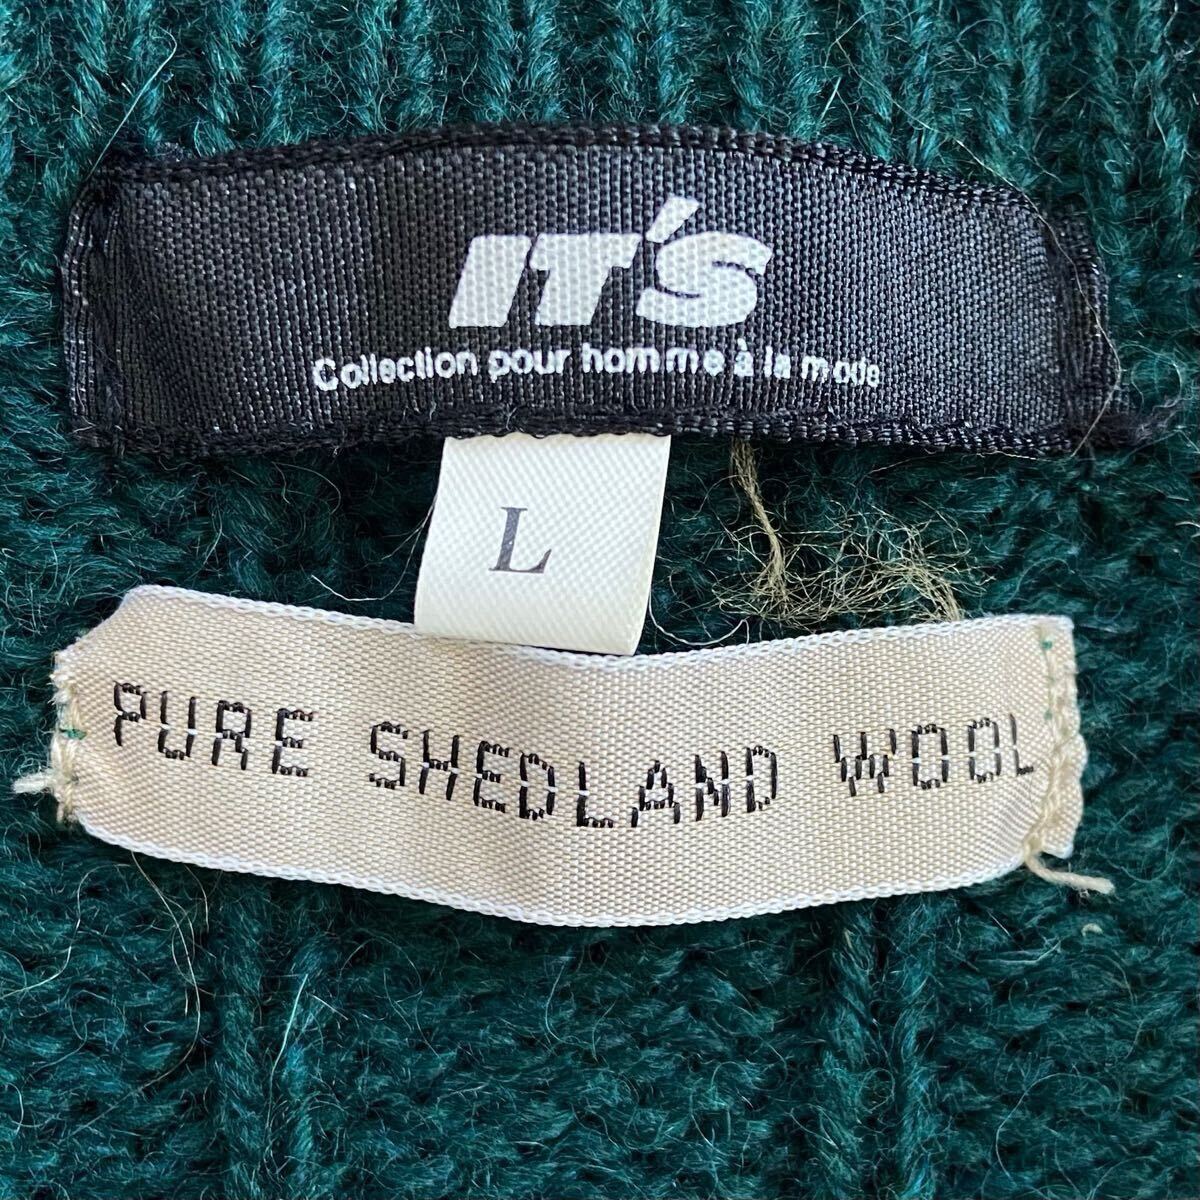 IT'S
Collection pour homme à la mode
L
PURE SHEDLAND WOOL